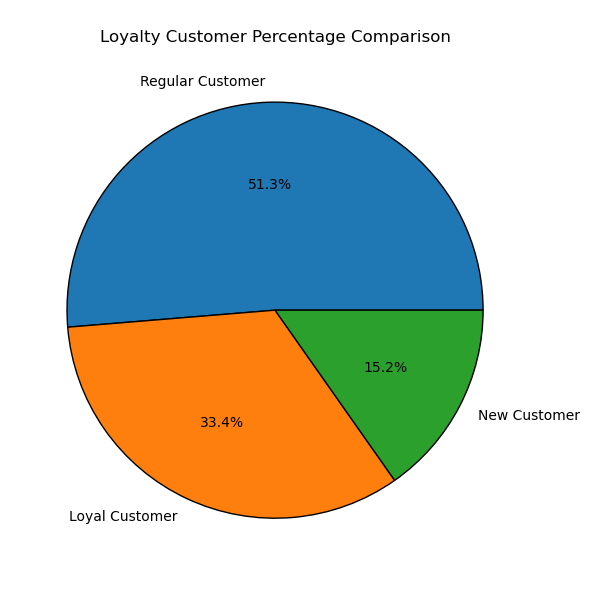 Loyalty Customer Percentage Comparison
Regular Customer
51.3%
15.2%
33.4%
New Customer
Loyal Customer